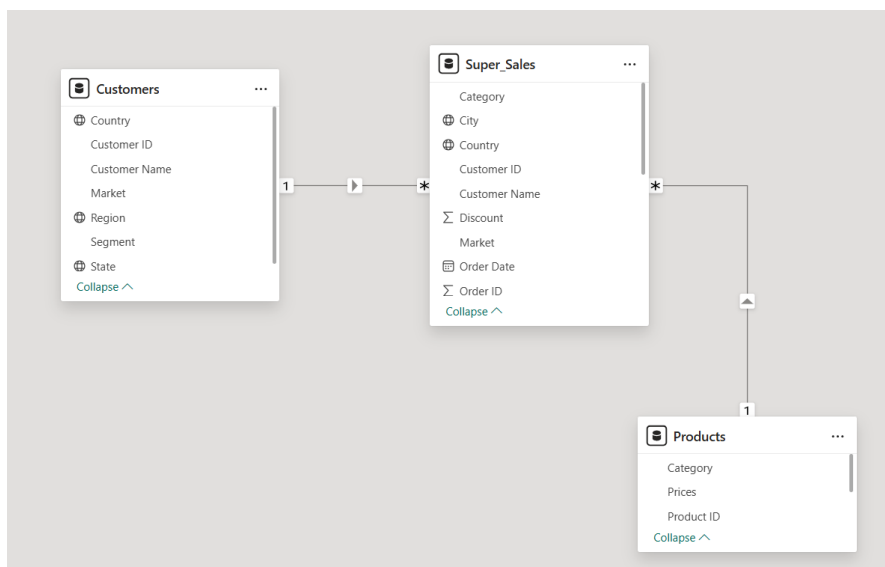 Customers
Country
Customer ID
Customer Name
Market
Region
Segment
State
Collapse
1
*
Super_Sales
Category
City
Country
Customer ID
Customer Name
Discount
Market
Order Date
Order ID
Collapse
*
1
Products
Category
Prices
Product ID
Collapse